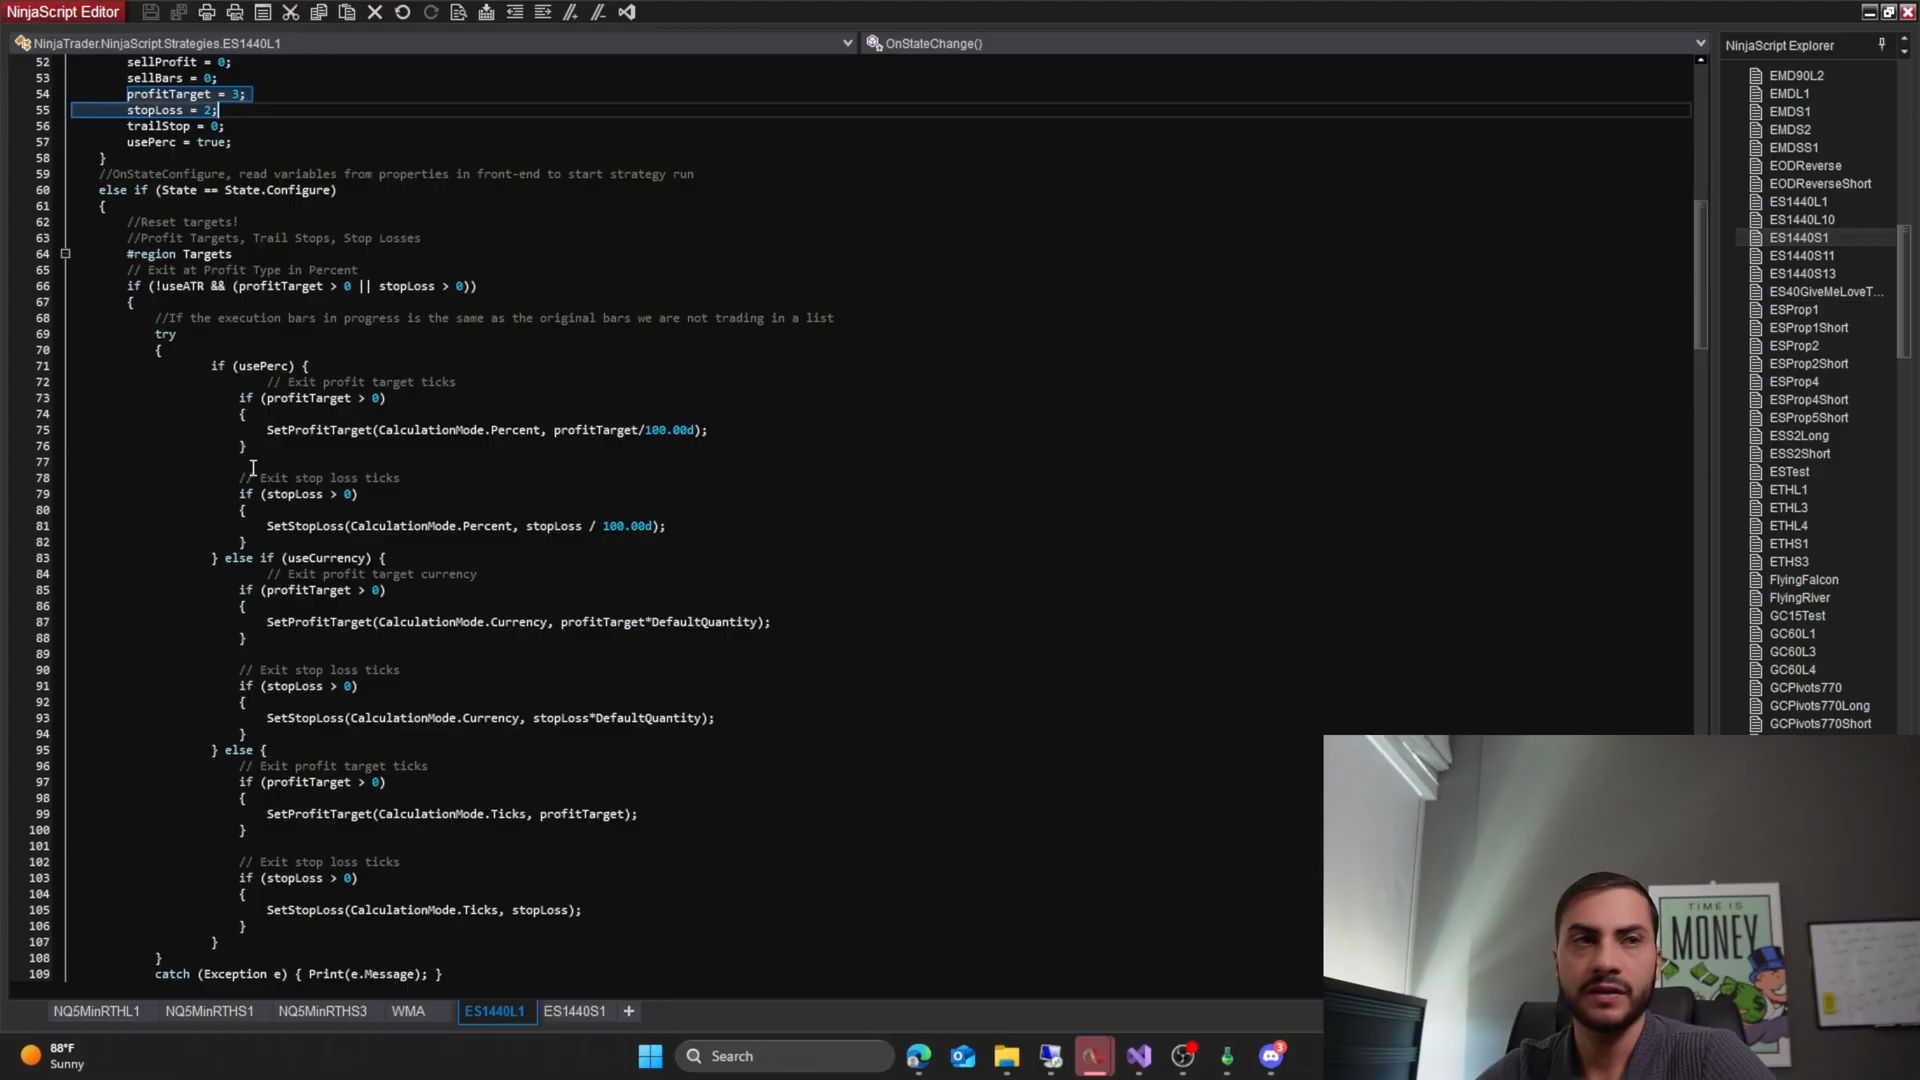 NinjaScript Editor
NinjaTrader.NinjaScript.Strategies.ES1440L1
OnStateChange()
52 sellProfit = 0;
53 sellBars = 0;
54 profitTarget = 3;
55 stopLoss = 2;
56 trailStop = 0;
57 usePerc = true;
58 }
59 //OnStateConfigure, read variables from properties in front-end to start strategy run
60 else if (State == State.Configure)
61 {
62 //Reset targets!
63 //Profit Targets, Trail Stops, Stop Losses
64 #region Targets
65 // Exit at Profit Type in Percent
66 if (!useATR && (profitTarget > 0 || stopLoss > 0))
67 {
68 //If the execution bars in progress is the same as the original bars we are not trading in a list
69 try
70 {
71 if (usePerc) {
72 // Exit profit target ticks
73 if (profitTarget > 0)
74 {
75 SetProfitTarget(CalculationMode.Percent, profitTarget/100.00d);
76 }
77
78 // Exit stop loss ticks
79 if (stopLoss > 0)
80 {
81 SetStopLoss(CalculationMode.Percent, stopLoss / 100.00d);
82 }
83 } else if (useCurrency) {
84 // Exit profit target currency
85 if (profitTarget > 0)
86 {
87 SetProfitTarget(CalculationMode.Currency, profitTarget*DefaultQuantity);
88 }
89
90 // Exit stop loss ticks
91 if (stopLoss > 0)
92 {
93 SetStopLoss(CalculationMode.Currency, stopLoss*DefaultQuantity);
94 }
95 } else {
96 // Exit profit target ticks
97 if (profitTarget > 0)
98 {
99 SetProfitTarget(CalculationMode.Ticks, profitTarget);
100 }
101
102 // Exit stop loss ticks
103 if (stopLoss > 0)
104 {
105 SetStopLoss(CalculationMode.Ticks, stopLoss);
106 }
107 }
108 }
109 catch (Exception e) { Print(e.Message); }
NinjaScript Explorer
EMD90L2
EMDL1
EMDS1
EMDS2
EMDSS1
EODReverse
EODReverseShort
ES1440L1
ES1440L10
ES1440S1
ES1440S11
ES1440S13
ES40GiveMeLoveT...
ESProp1
ESProp1Short
ESProp2
ESProp2Short
ESProp4
ESProp4Short
ESProp5Short
ESS2Long
ESS2Short
ESTest
ETHL1
ETHL3
ETHL4
ETHS1
ETHS3
FlyingFalcon
FlyingRiver
GC15Test
GC60L1
GC60L3
GC60L4
GCPivots770
GCPivots770Long
GCPivots770Short
TIME IS
MONEY
NQ5MinRTHL1 NQ5MinRTHS1 NQ5MinRTHS3 WMA ES1440L1 ES1440S1 +
88°F
Sunny
Search
3